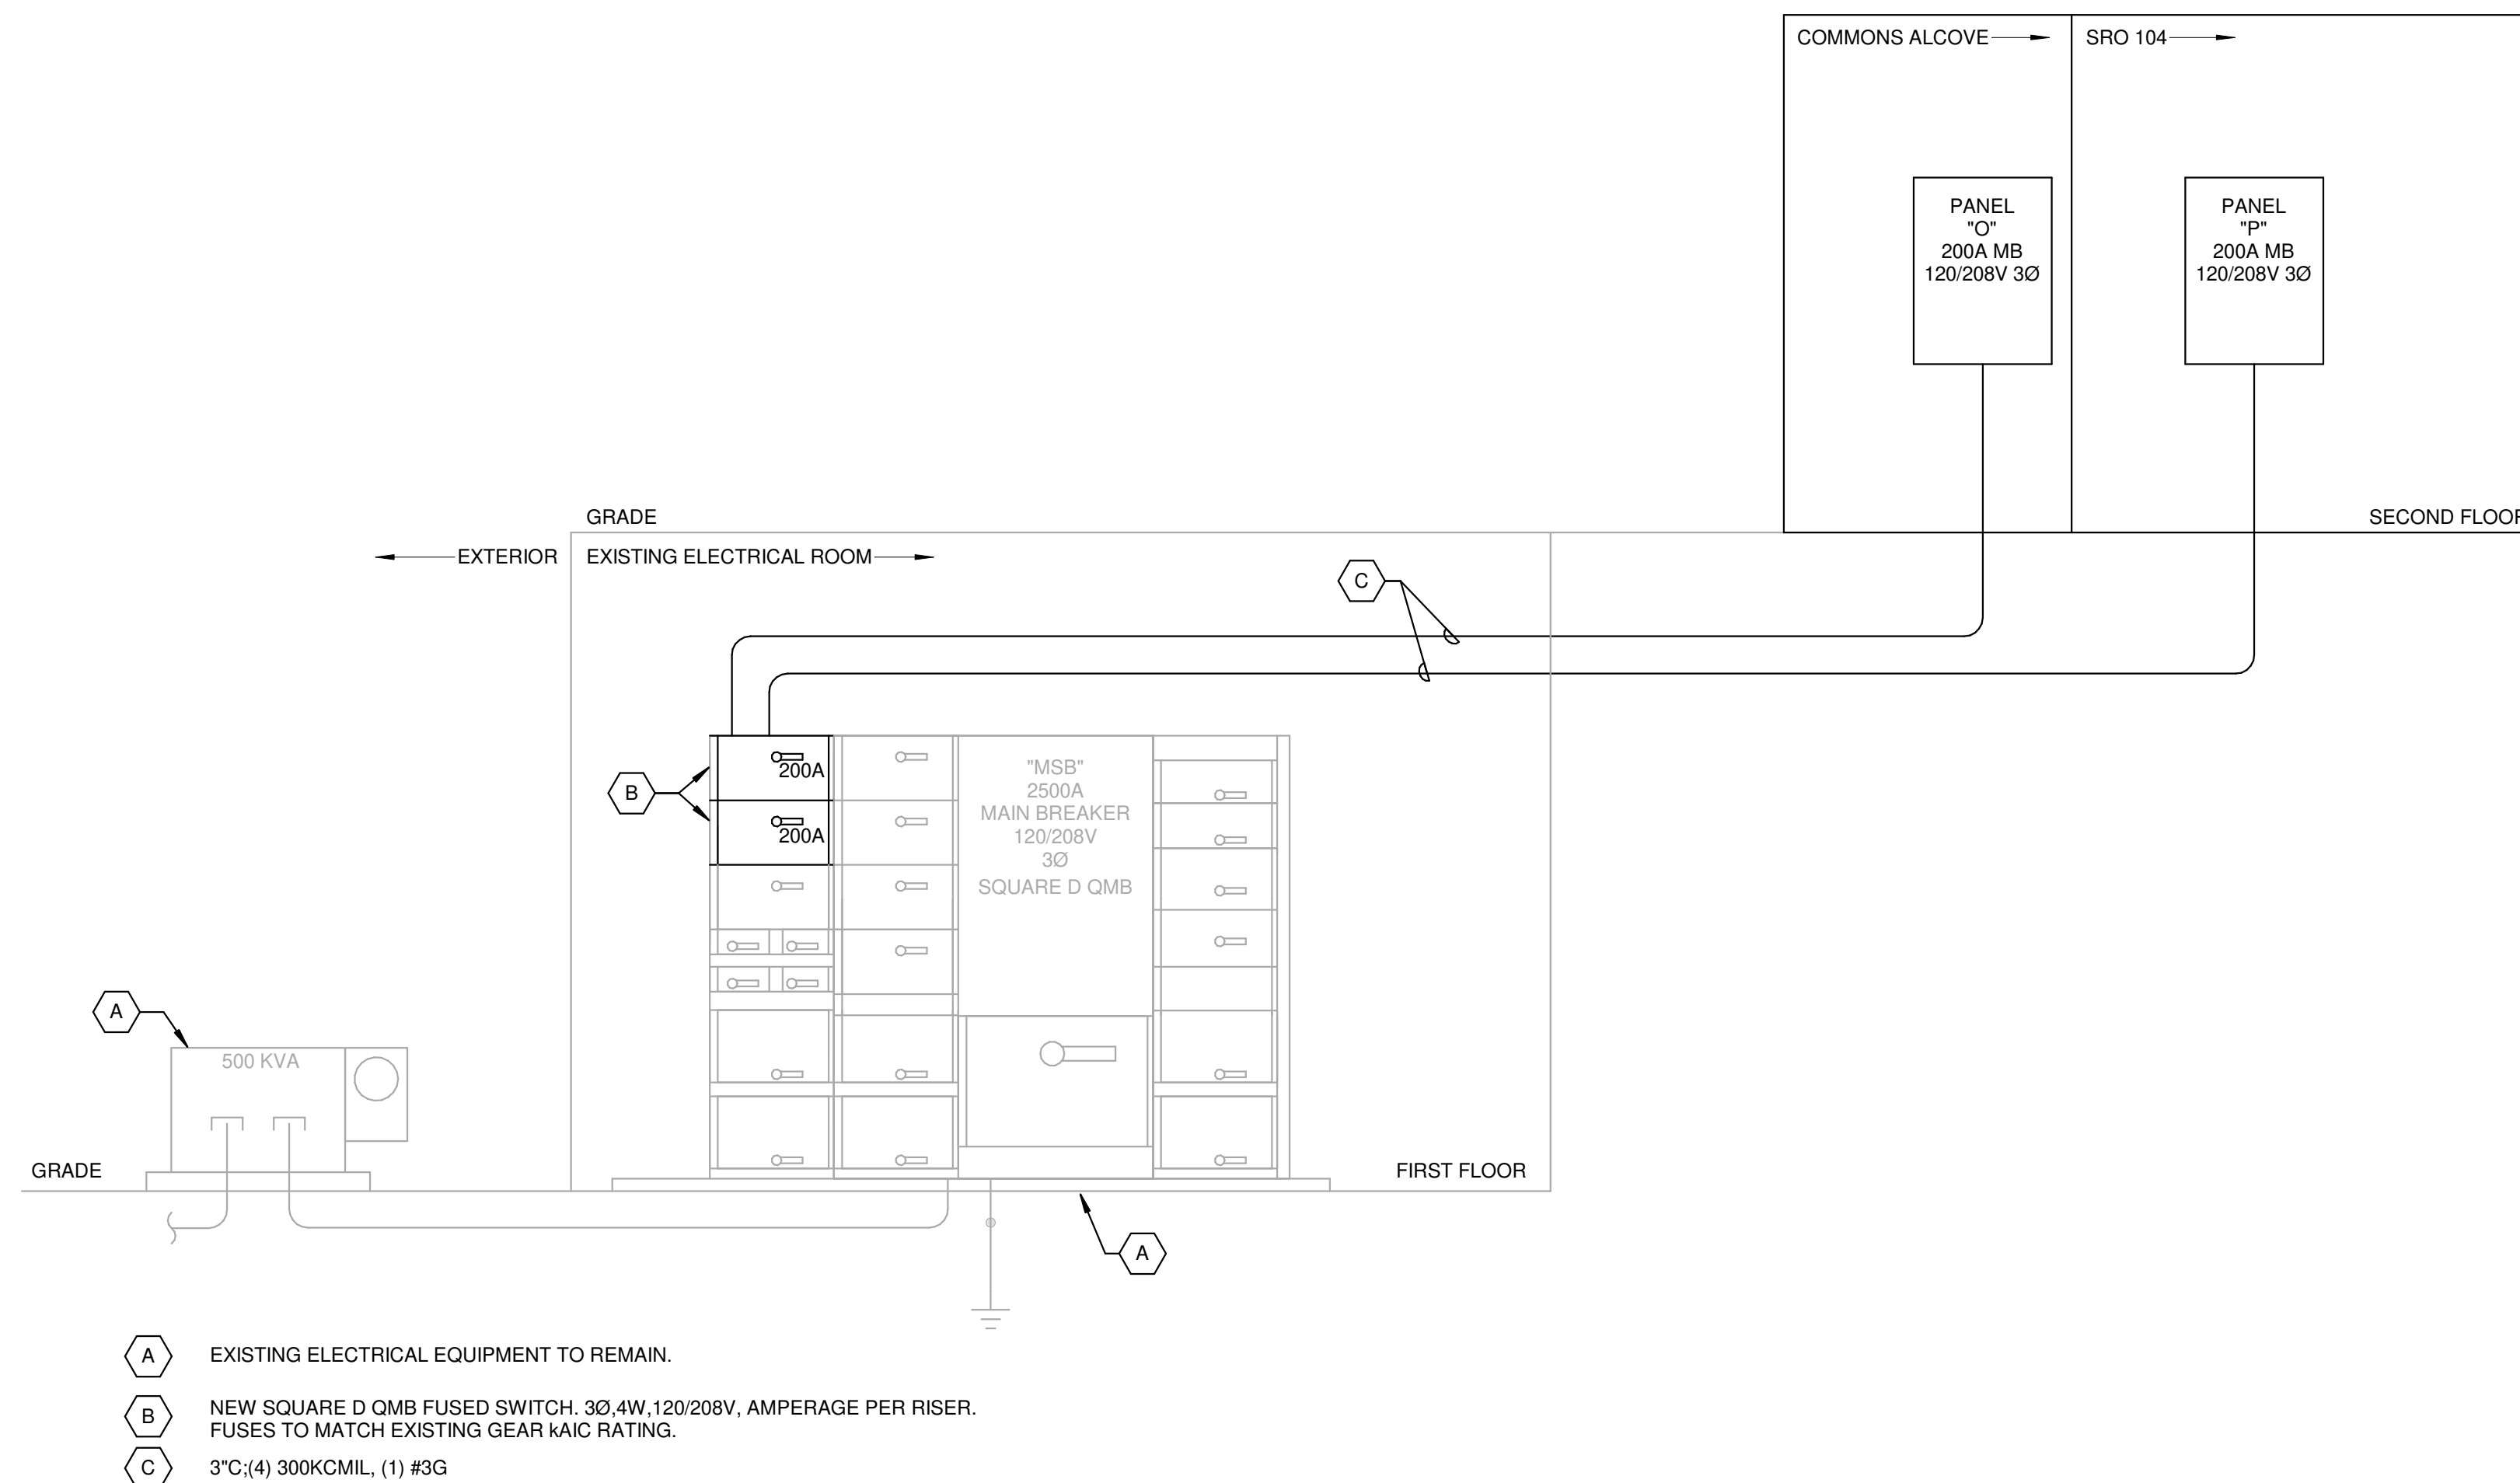 COMMONS ALCOVE
SRO 104
PANEL
"O"
200A MB
120/208V 3Ø
PANEL
"P"
200A MB
120/208V 3Ø
GRADE
SECOND FLOOR
EXTERIOR
EXISTING ELECTRICAL ROOM
C
B
200A
200A
"MSB"
2500A
MAIN BREAKER
120/208V
3Ø
SQUARE D QMB
A
500 KVA
GRADE
FIRST FLOOR
A
A EXISTING ELECTRICAL EQUIPMENT TO REMAIN.
B NEW SQUARE D QMB FUSED SWITCH. 3Ø,4W,120/208V, AMPERAGE PER RISER.
FUSES TO MATCH EXISTING GEAR kAIC RATING.
C 3"C;(4) 300KCMIL, (1) #3G